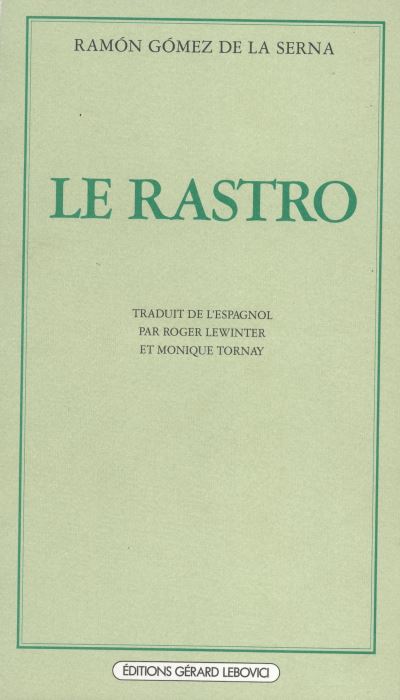 RAMÓN GÓMEZ DE LA SERNA
LE RASTRO
TRADUIT DE L'ESPAGNOL
PAR ROGER LEWINTER
ET MONIQUE TORNAY
ÉDITIONS GÉRARD LEBOVICI